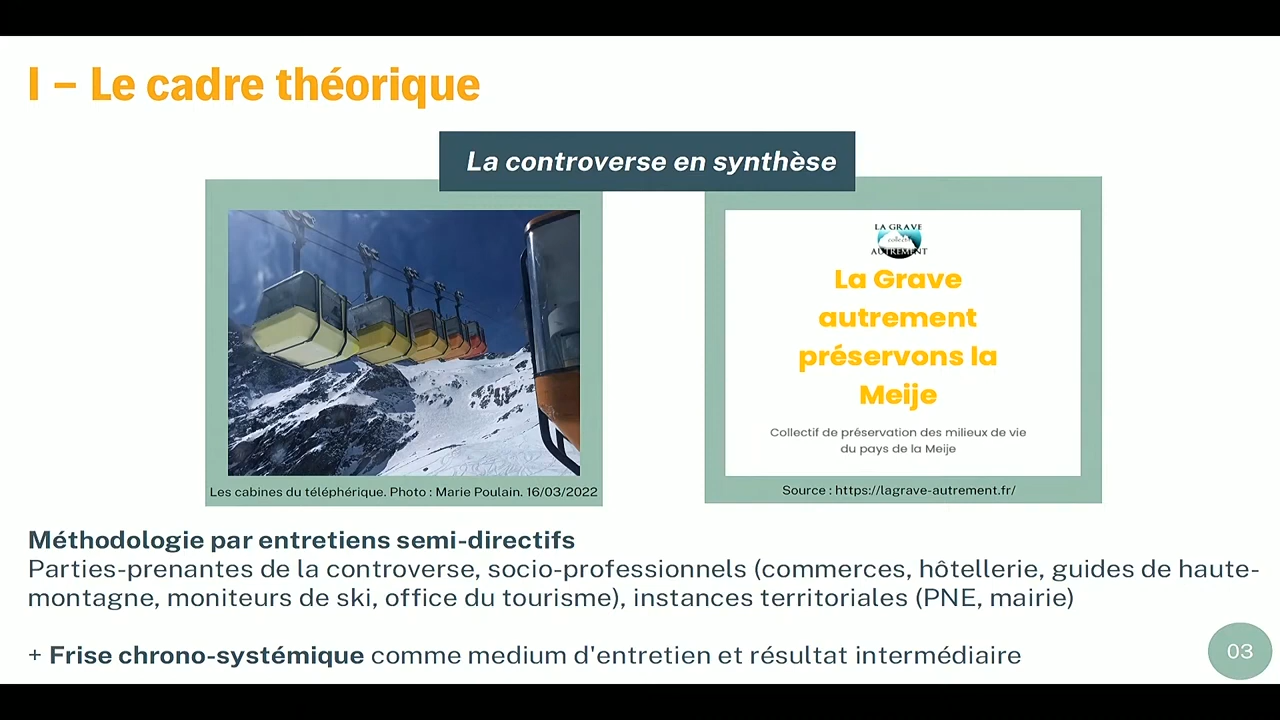 I – Le cadre théorique
La controverse en synthèse
LA GRAVE
collectif
AUTREMENT
La Grave
autrement
préservons la
Meije
Collectif de préservation des milieux de vie
du pays de la Meije
Les cabines du téléphérique. Photo : Marie Poulain. 16/03/2022
Source : https://lagrave-autrement.fr/
Méthodologie par entretiens semi-directifs
Parties-prenantes de la controverse, socio-professionnels (commerces, hôtellerie, guides de haute-
montagne, moniteurs de ski, office du tourisme), instances territoriales (PNE, mairie)
+ Frise chrono-systémique comme medium d'entretien et résultat intermédiaire
03